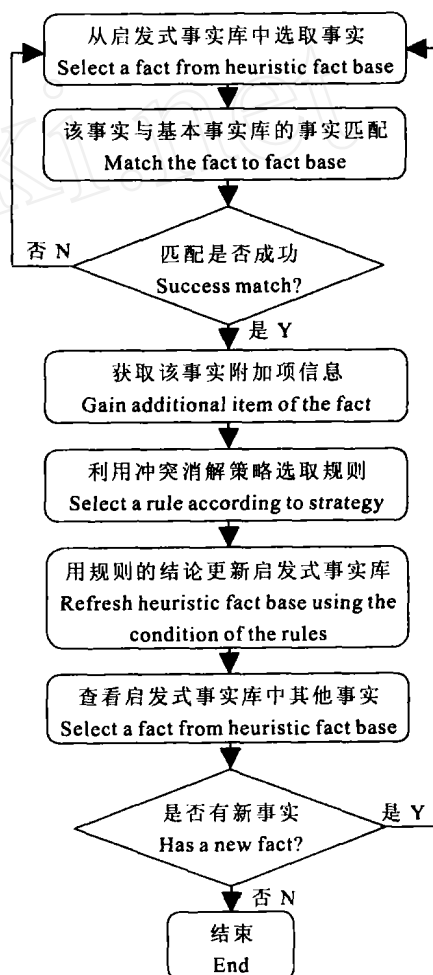 从启发式事实库中选取事实
Select a fact from heuristic fact base
该事实与基本事实库的事实匹配
Match the fact to fact base
否 N
匹配是否成功
Success match?
是 Y
获取该事实附加项信息
Gain additional item of the fact
利用冲突消解策略选取规则
Select a rule according to strategy
用规则的结论更新启发式事实库
Refresh heuristic fact base using the
condition of the rules
查看启发式事实库中其他事实
Select a fact from heuristic fact base
是否有新事实
是 Y
Has a new fact?
否 N
结束
End